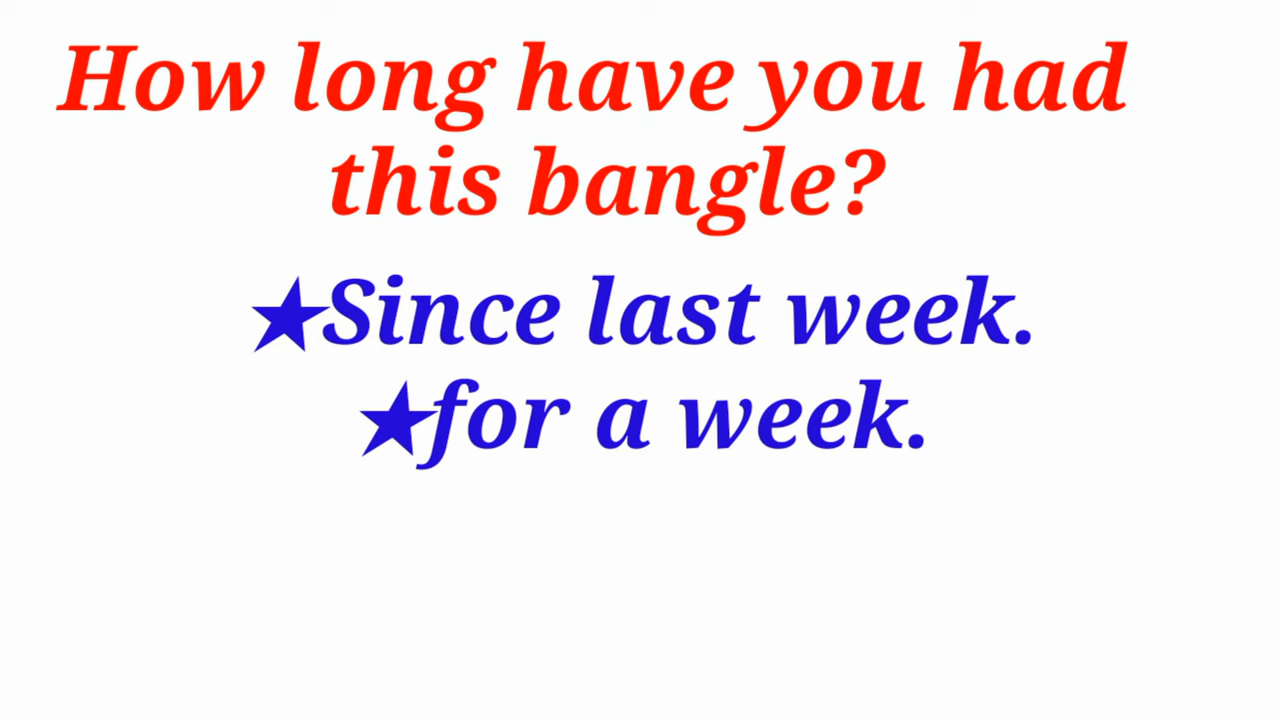 How long have you had
this bangle?
★Since last week.
★for a week.